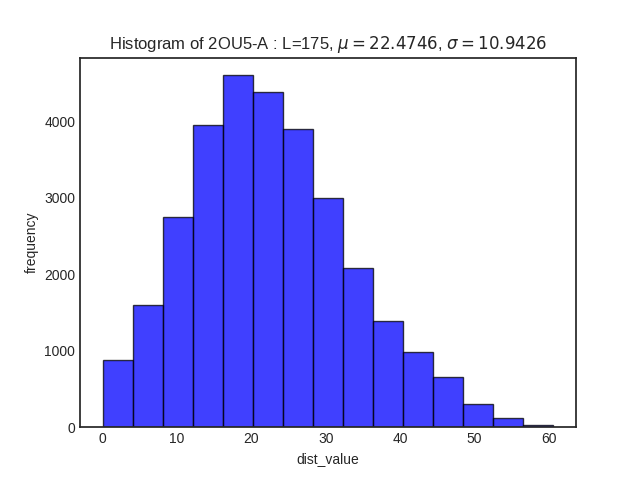 Histogram of 2OU5-A : L=175, μ = 22.4746, σ = 10.9426
frequency
4000
3000
2000
1000
0
0 10 20 30 40 50 60
dist_value